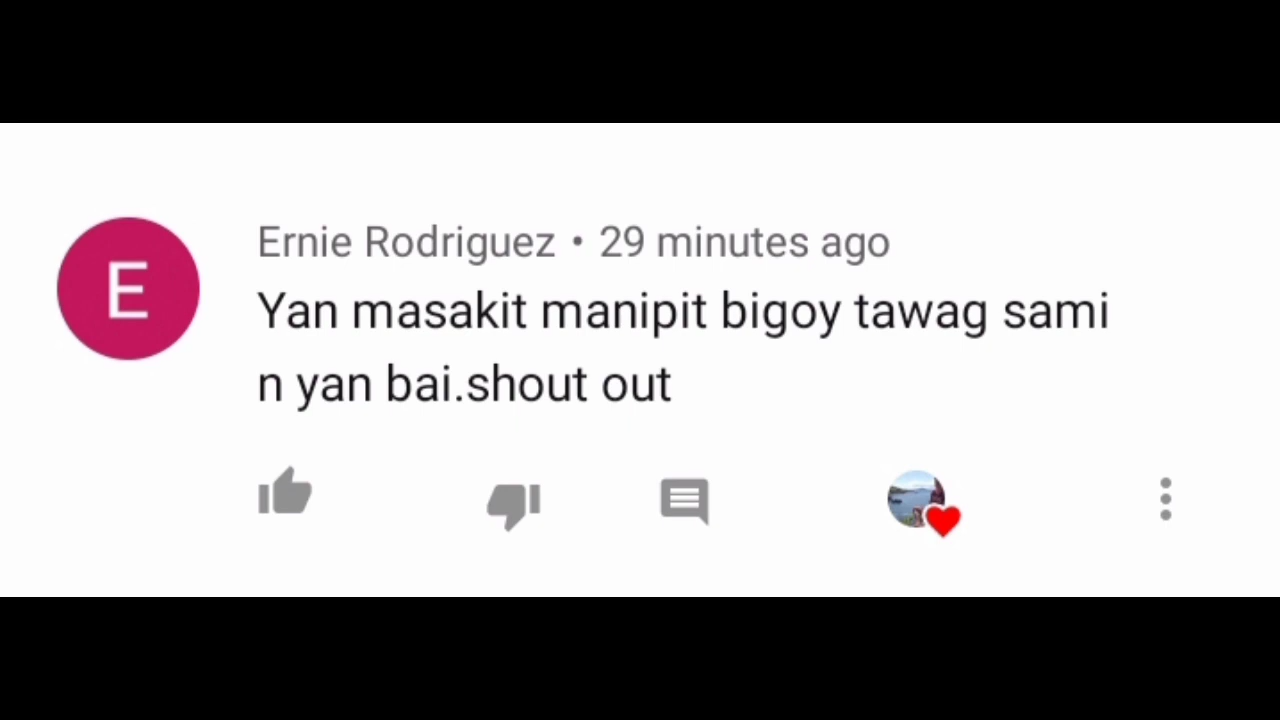 E
Ernie Rodriguez • 29 minutes ago
Yan masakit manipit bigoy tawag sami
n yan bai.shout out